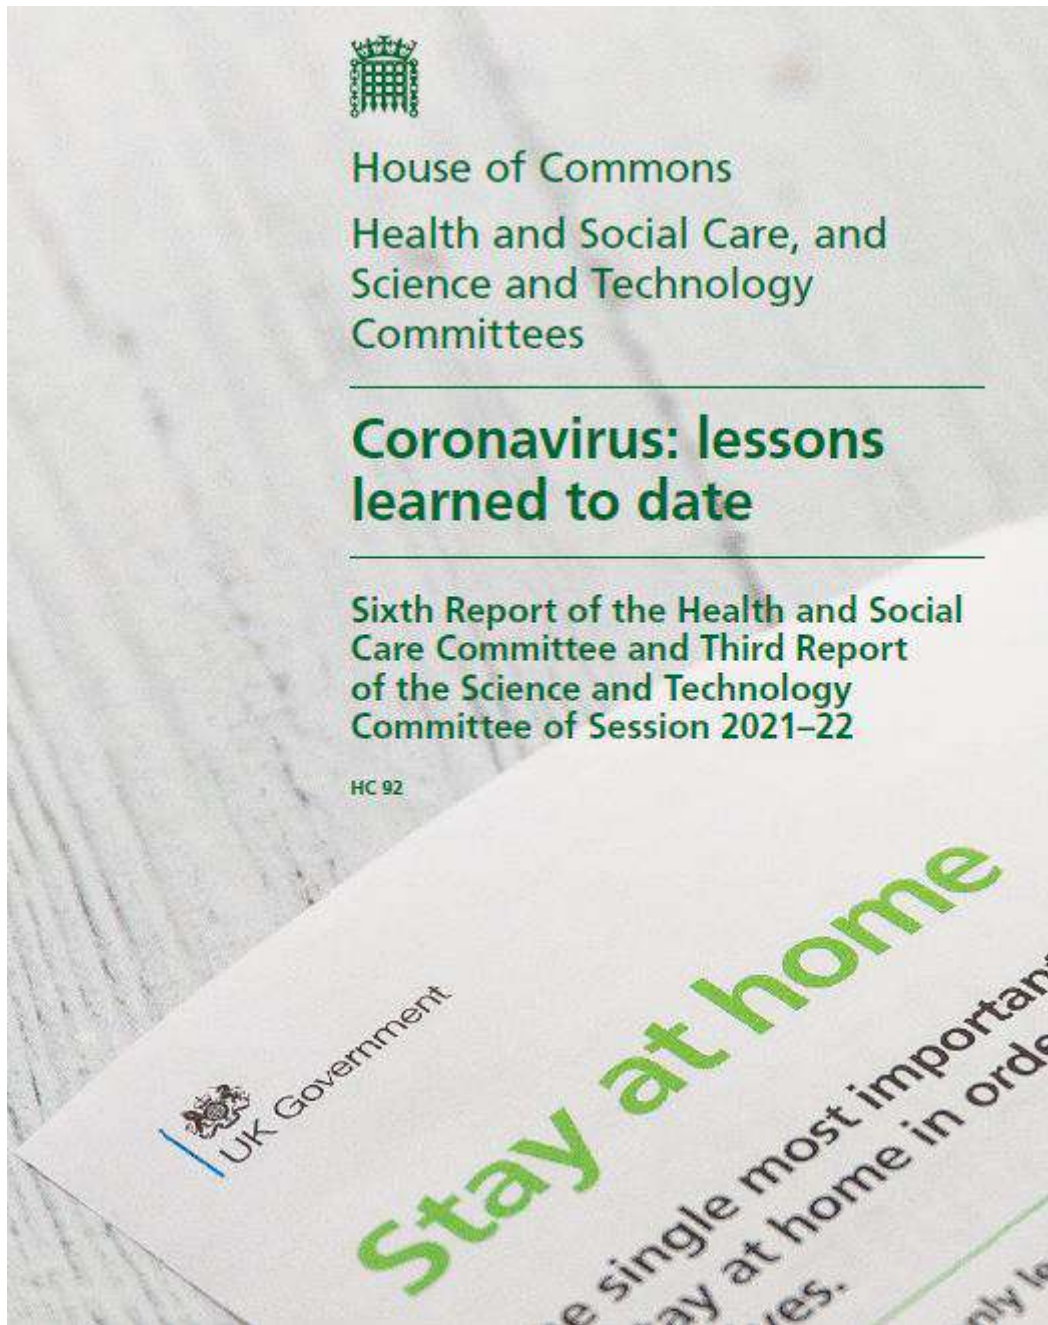 House of Commons
Health and Social Care, and
Science and Technology
Committees
Coronavirus: lessons
learned to date
Sixth Report of the Health and Social
Care Committee and Third Report
of the Science and Technology
Committee of Session 2021–22
HC 92
UK Government
Stay at home
single most important
at home in